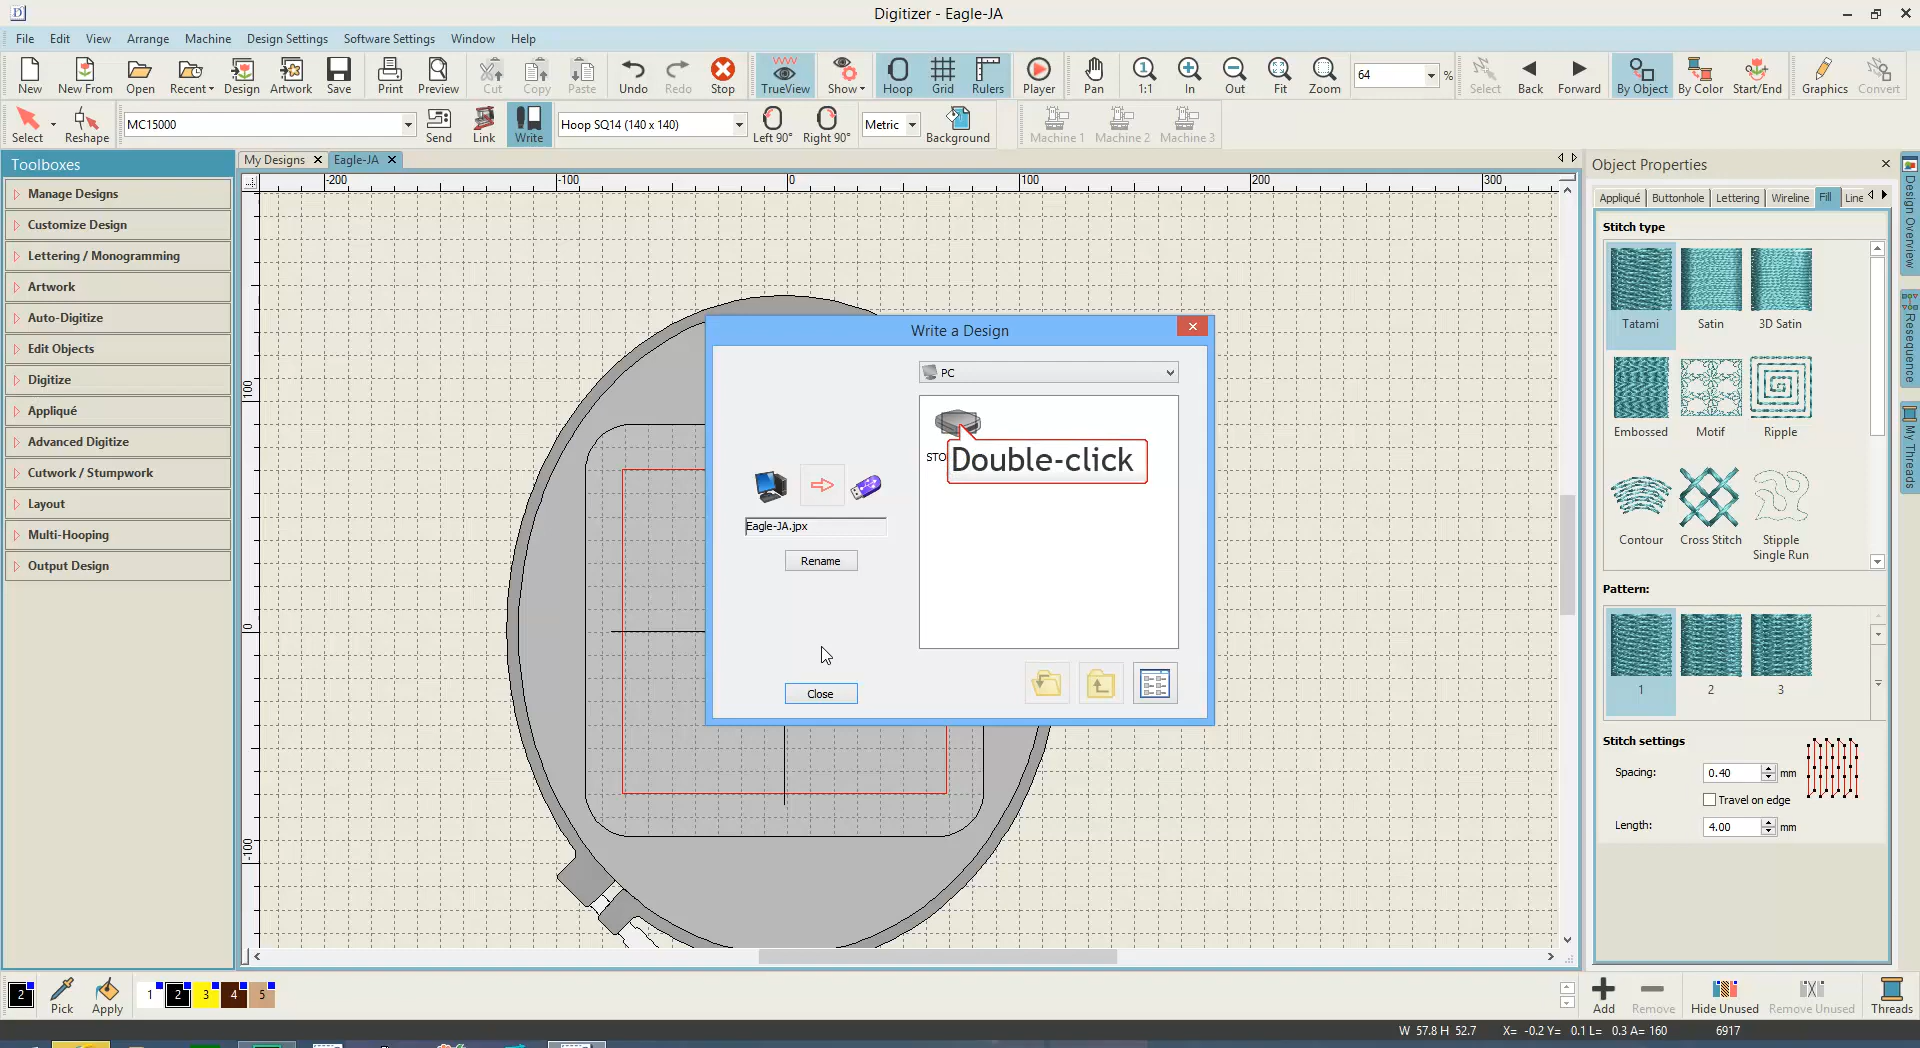 Digitizer - Eagle-JA
File Edit View Arrange Machine Design Settings Software Settings Window Help
New New From Open Recent Design Artwork Save Print Preview Cut Copy Paste Undo Redo Stop TrueView Show Hoop Grid Rulers Player Pan 1:1 In Out Fit Zoom 64 % Select Back Forward By Object By Color Start/End Graphics Convert
Select Reshape MC15000 Send Link Write Hoop SQ14 (140 x 140) Left 90° Right 90° Metric Background Machine 1 Machine 2 Machine 3
Toolboxes
Manage Designs
Customize Design
Lettering / Monogramming
Artwork
Auto-Digitize
Edit Objects
Digitize
Appliqué
Advanced Digitize
Cutwork / Stumpwork
Layout
Multi-Hooping
Output Design
My Designs Eagle-JA
-200 -100 0 100 200 300
100
0
-100
Write a Design
PC
STO
Double-click
Eagle-JA.jpx
Rename
Close
Object Properties
Appliqué Buttonhole Lettering Wireline Fill Line
Stitch type
Tatami Satin 3D Satin
Embossed Motif Ripple
Contour Cross Stitch Stipple
Single Run
Pattern:
1 2 3
Stitch settings
Spacing: 0.40 mm
Travel on edge
Length: 4.00 mm
Design Overview
Resequence
My Threads
2 Pick Apply 1 2 3 4 5 Add Remove Hide Unused Remove Unused Threads
W 57.8 H 52.7 X= -0.2 Y= 0.1 L= 0.3 A= 160 6917